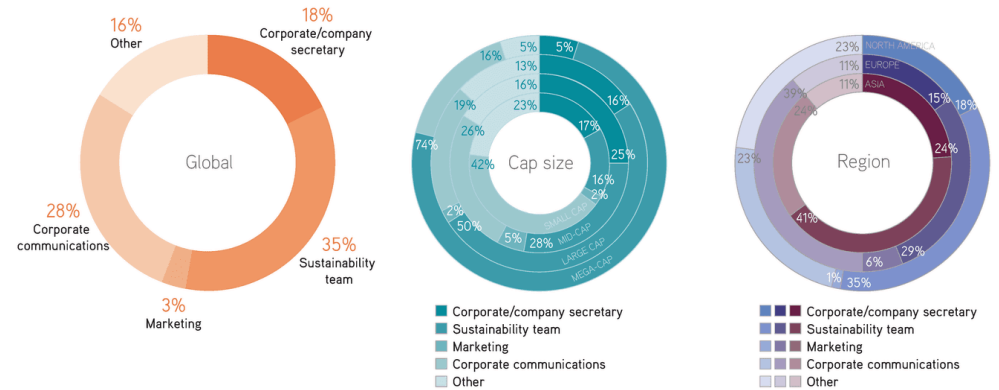 18%
Corporate/company
secretary
16%
Other
Global
28%
Corporate
communications
35%
Sustainability
team
3%
Marketing
5%
5%
16%
13%
16%
23%
19%
26%
42%
74%
17%
16%
25%
16%
2%
2%
50%
5%
28%
Cap size
SMALL CAP
MID-CAP
LARGE CAP
MEGA-CAP
Corporate/company secretary
Sustainability team
Marketing
Corporate communications
Other
23%
NORTH AMERICA
11%
EUROPE
11%
ASIA
39%
24%
15%
18%
24%
23%
Region
41%
29%
6%
1%
35%
Corporate/company secretary
Sustainability team
Marketing
Corporate communications
Other